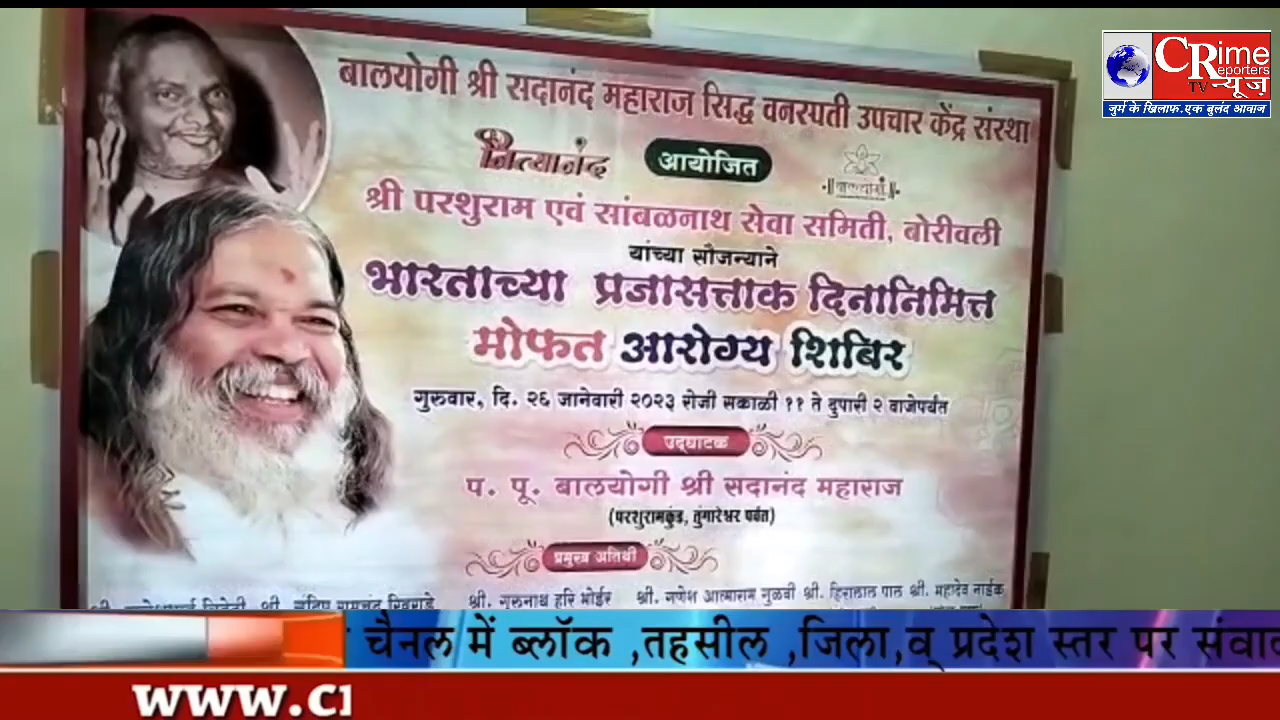 बालयोगी श्री सदानंद महाराज सिद्ध वनस्पती उपचार केंद्र संस्था
नित्यानंद
आयोजित
बालयोगी
श्री परशुराम एवं सांबळनाथ सेवा समिती, बोरीवली
यांच्या सौजन्याने
भारताच्या प्रजासत्ताक दिनानिमित्त
मोफत आरोग्य शिबिर
गुरुवार, दि. २६ जानेवारी २०२३ रोजी सकाळी ११ ते दुपारी २ वाजेपर्यंत
उद्घाटक
प. पू. बालयोगी श्री सदानंद महाराज
(परशुरामकुंड, तुंगारेश्वर पर्वत)
प्रमुख अतिथी
श्री. गुरुनाथ हरि भोईर श्री. गणेश आत्माराम गुळवी श्री. हिरालाल पाल श्री. महादेव नाईक
CRime
Reporters
TV न्यूज़
जुर्म के खिलाफ.एक बुलंद आवाज
चैनल में ब्लॉक ,तहसील ,जिला,व् प्रदेश स्तर पर संवाद
www.c1